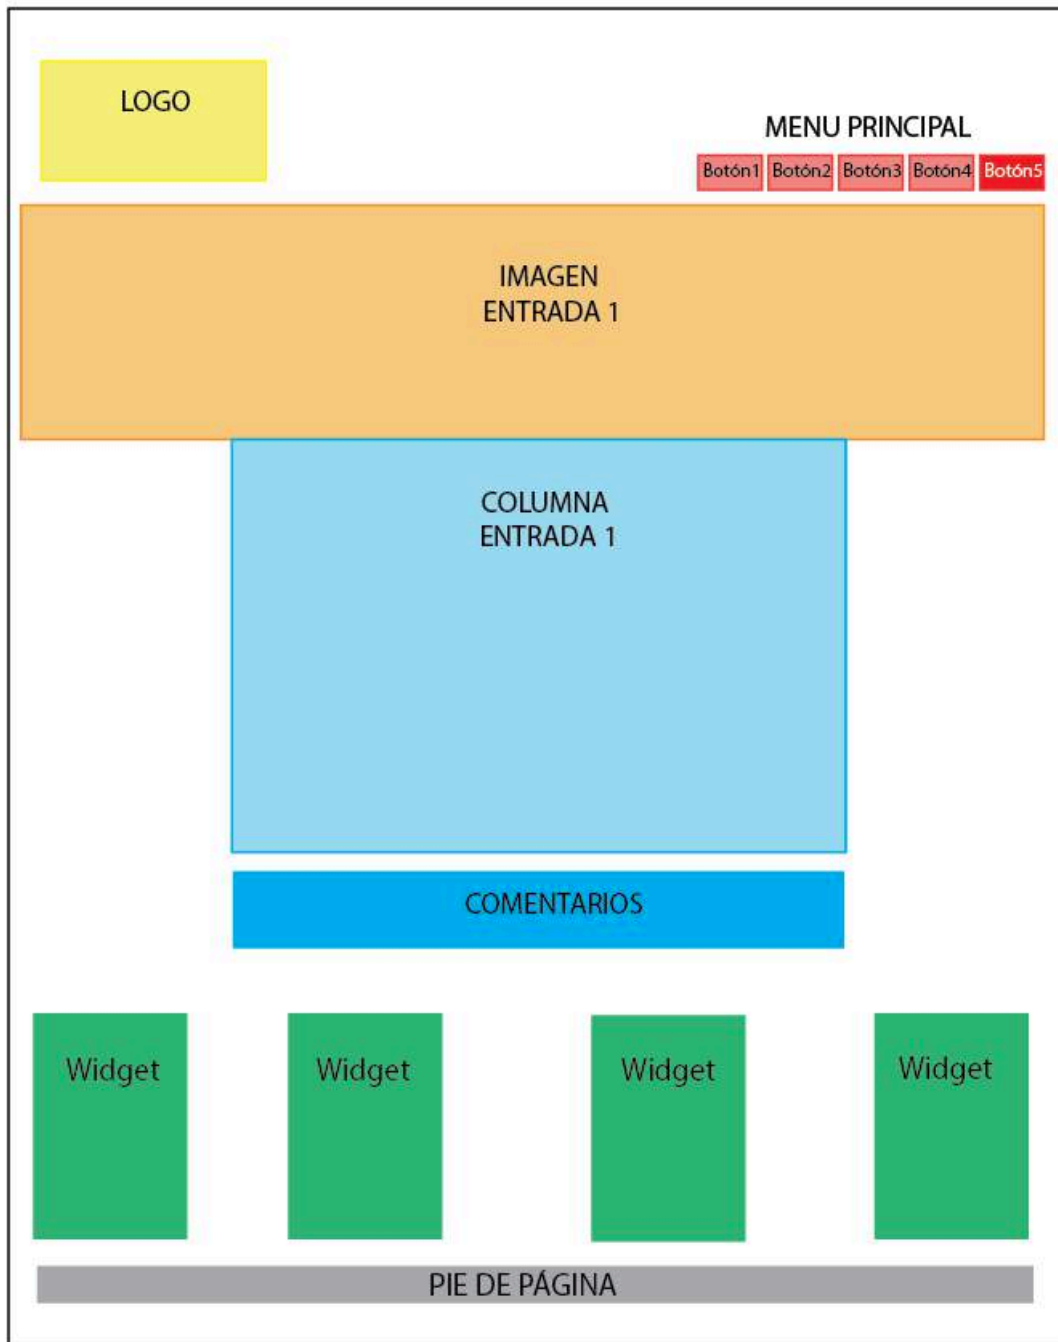 LOGO
MENU PRINCIPAL
Botón1 Botón2 Botón3 Botón4 Botón5
IMAGEN
ENTRADA 1
COLUMNA
ENTRADA 1
COMENTARIOS
Widget Widget Widget Widget
PIE DE PÁGINA